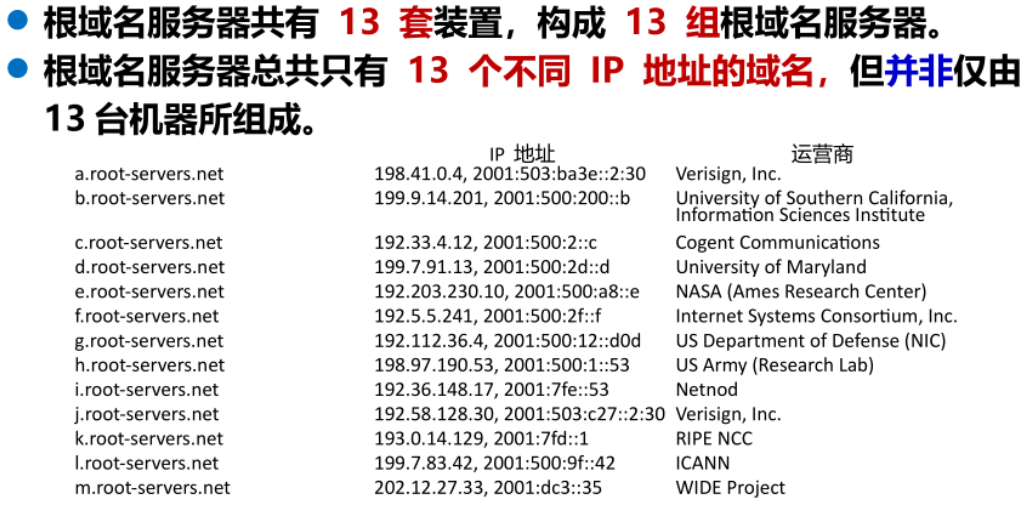 根域名服务器共有 13 套装置，构成 13 组根域名服务器。
根域名服务器总共只有 13 个不同 IP 地址的域名，但并非仅由
13 台机器所组成。
IP 地址 运营商
a.root-servers.net 198.41.0.4, 2001:503:ba3e::2:30 Verisign, Inc.
b.root-servers.net 199.9.14.201, 2001:500:200::b University of Southern California,
Information Sciences Institute
c.root-servers.net 192.33.4.12, 2001:500:2::c Cogent Communications
d.root-servers.net 199.7.91.13, 2001:500:2d::d University of Maryland
e.root-servers.net 192.203.230.10, 2001:500:a8::e NASA (Ames Research Center)
f.root-servers.net 192.5.5.241, 2001:500:2f::f Internet Systems Consortium, Inc.
g.root-servers.net 192.112.36.4, 2001:500:12::d0d US Department of Defense (NIC)
h.root-servers.net 198.97.190.53, 2001:500:1::53 US Army (Research Lab)
i.root-servers.net 192.36.148.17, 2001:7fe::53 Netnod
j.root-servers.net 192.58.128.30, 2001:503:c27::2:30 Verisign, Inc.
k.root-servers.net 193.0.14.129, 2001:7fd::1 RIPE NCC
l.root-servers.net 199.7.83.42, 2001:500:9f::42 ICANN
m.root-servers.net 202.12.27.33, 2001:dc3::35 WIDE Project